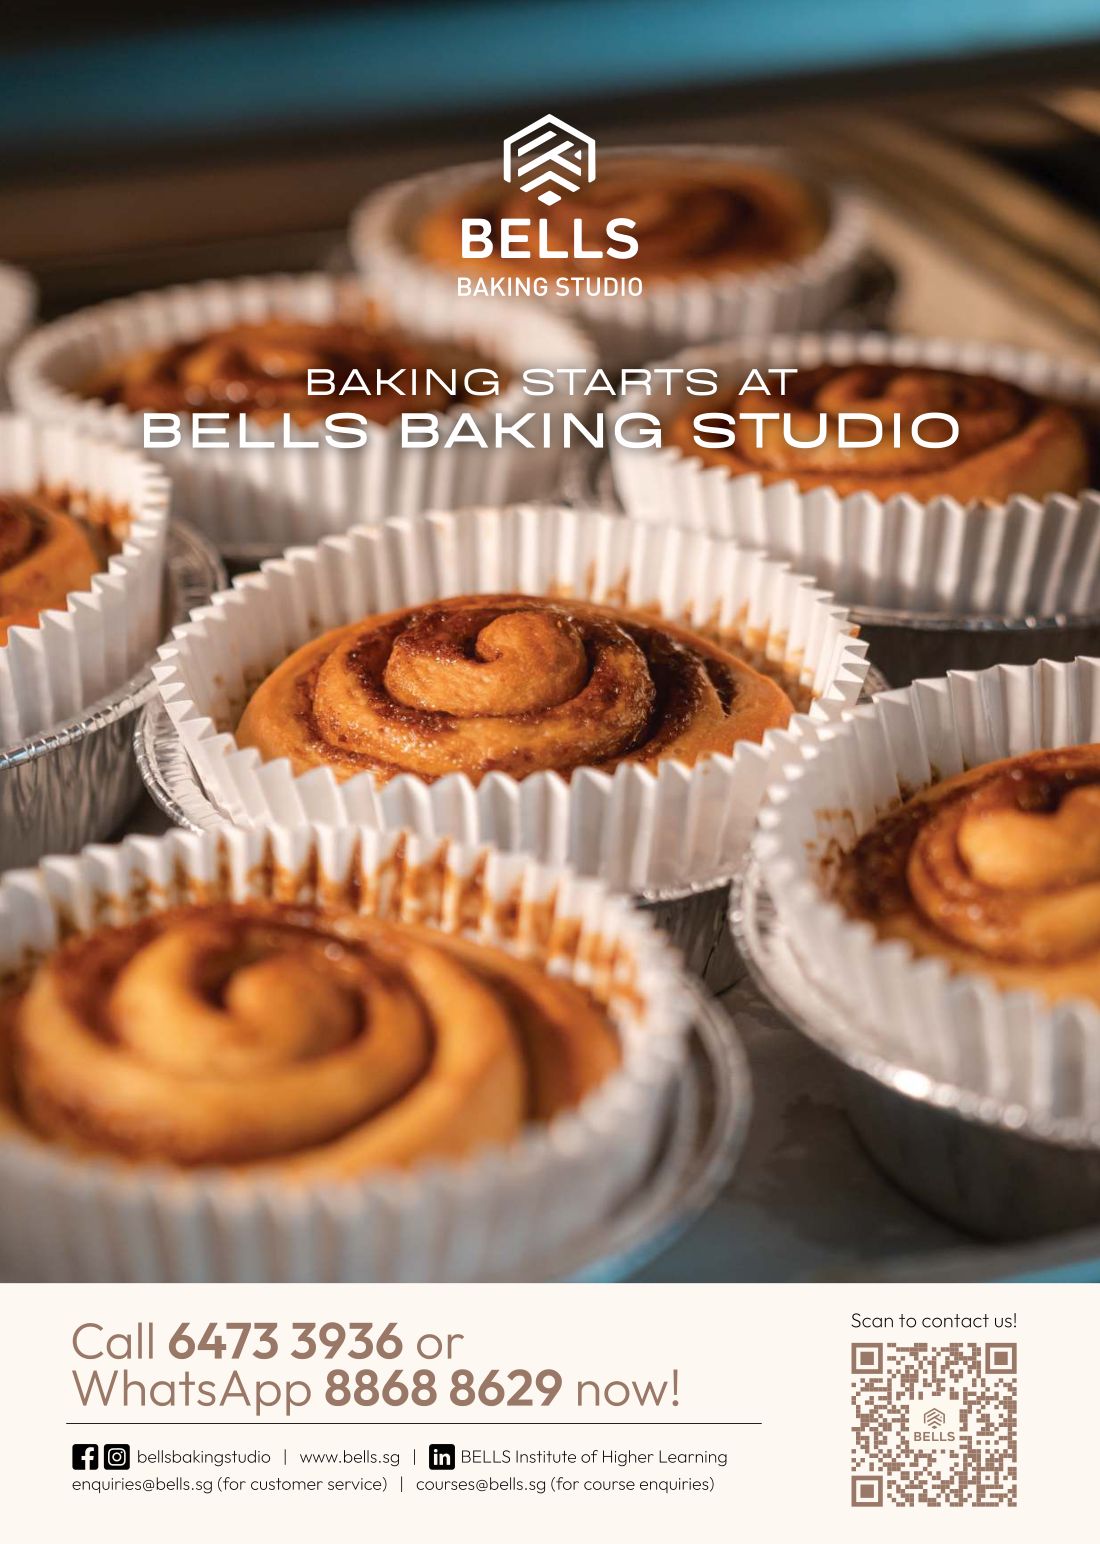 BELLS
BAKING STUDIO
BAKING STARTS AT
BELLS BAKING STUDIO
Call 6473 3936 or
WhatsApp 8868 8629 now!
bellsbakingstudio | www.bells.sg | BELLS Institute of Higher Learning
enquiries@bells.sg (for customer service) | courses@bells.sg (for course enquiries)
Scan to contact us!
BELLS